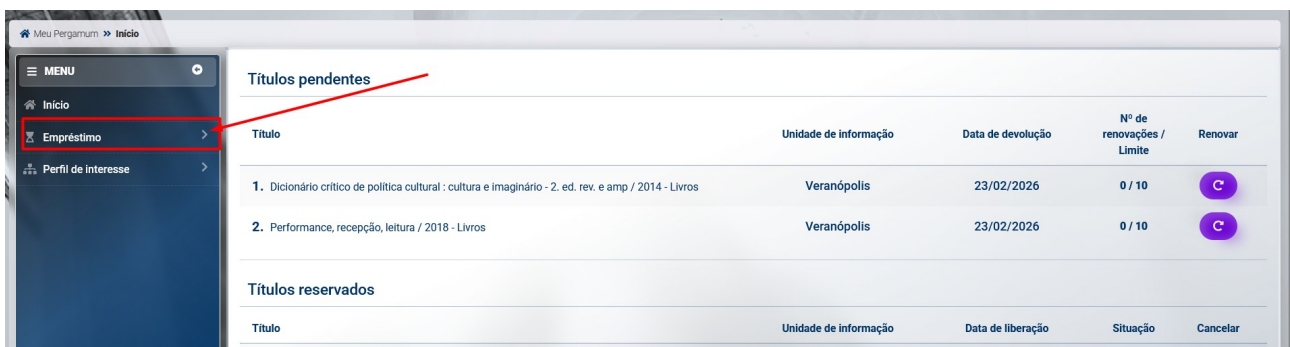 Meu Pergamum » Início
MENU
Início
Empréstimo
Perfil de interesse
Títulos pendentes
Título Unidade de informação Data de devolução Nº de renovações / Limite Renovar
1. Dicionário crítico de política cultural : cultura e imaginário - 2. ed. rev. e amp / 2014 - Livros Veranópolis 23/02/2026 0 / 10
2. Performance, recepção, leitura / 2018 - Livros Veranópolis 23/02/2026 0 / 10
Títulos reservados
Título Unidade de informação Data de liberação Situação Cancelar